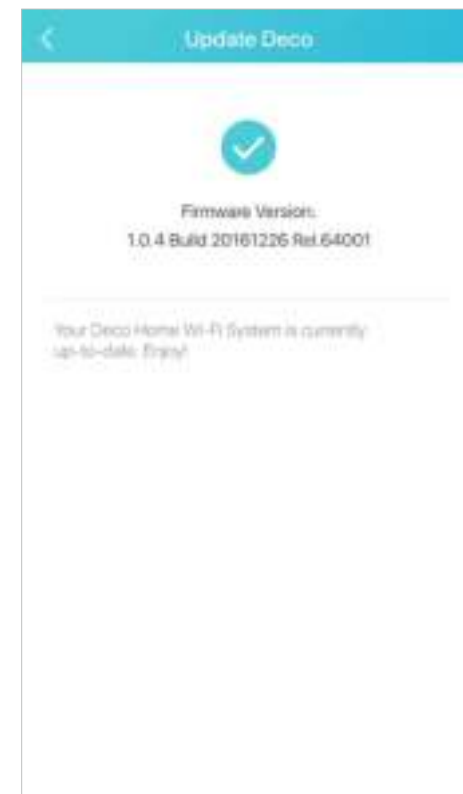 Update Deco
Firmware Version:
1.0.4 Build 20161226 Rel.64001
Your Deco Home Wi-Fi System is currently
up-to-date. Enjoy!